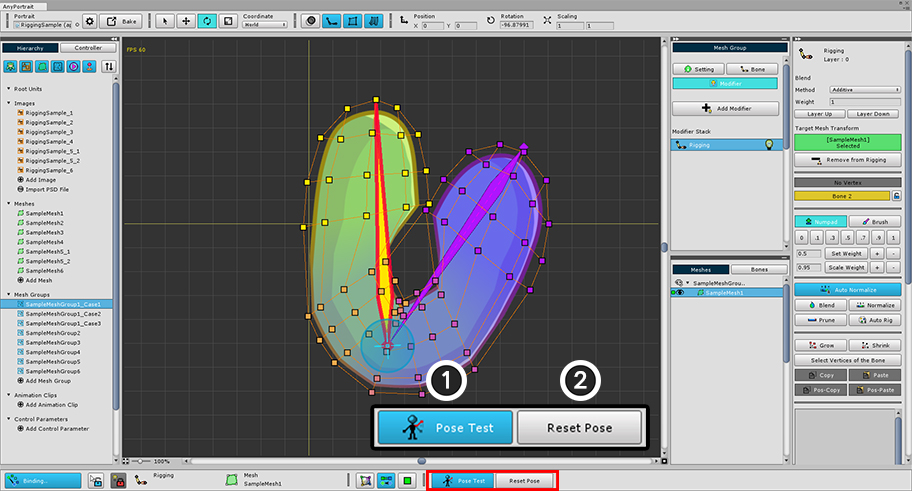 AnyPortrait
Portrait
RiggingSample (ap
Bake
Coordinate
World
Position
X 0 Y 0
Rotation
-96.87991
Scaling
1 1
Hierarchy Controller
Root Units
Images
RiggingSample_1
RiggingSample_2
RiggingSample_3
RiggingSample_4
RiggingSample_5_1
RiggingSample_5_2
RiggingSample_6
Add Image
Import PSD File
Meshes
SampleMesh1
SampleMesh2
SampleMesh3
SampleMesh4
SampleMesh5_1
SampleMesh5_2
SampleMesh6
Add Mesh
Mesh Groups
SampleMeshGroup1_Case1
SampleMeshGroup1_Case2
SampleMeshGroup1_Case3
SampleMeshGroup2
SampleMeshGroup3
SampleMeshGroup4
SampleMeshGroup5
SampleMeshGroup6
Add Mesh Group
Animation Clips
Add Animation Clip
Control Parameters
Add Control Parameter
FPS 60
1 2
Pose Test Reset Pose
100%
Mesh Group
Setting Bone
Modifier
Add Modifier
Modifier Stack
Rigging
Meshes Bones
SampleMeshGrou...
SampleMesh1
Rigging
Layer : 0
Blend
Method Additive
Weight 1
Layer Up Layer Down
Target Mesh Transform
[SampleMesh1]
Selected
Remove from Rigging
No Vertex
Bone 2
Numpad Brush
0 .1 .3 .5 .7 .9 1
0.5 Set Weight + -
0.95 Scale Weight + -
Auto Normalize
Blend Normalize
Prune Auto Rig
Grow Shrink
Select Vertices of the Bone
Copy Paste
Pos-Copy Pos-Paste
Binding...
Rigging
Mesh
SampleMesh1
Pose Test Reset Pose